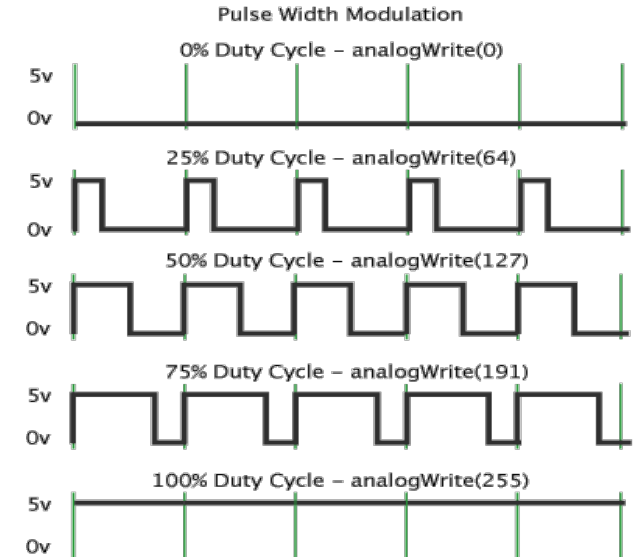 Pulse Width Modulation
0% Duty Cycle – analogWrite(0)
5v
0v
25% Duty Cycle – analogWrite(64)
5v
0v
50% Duty Cycle – analogWrite(127)
5v
0v
75% Duty Cycle – analogWrite(191)
5v
0v
100% Duty Cycle – analogWrite(255)
5v
0v